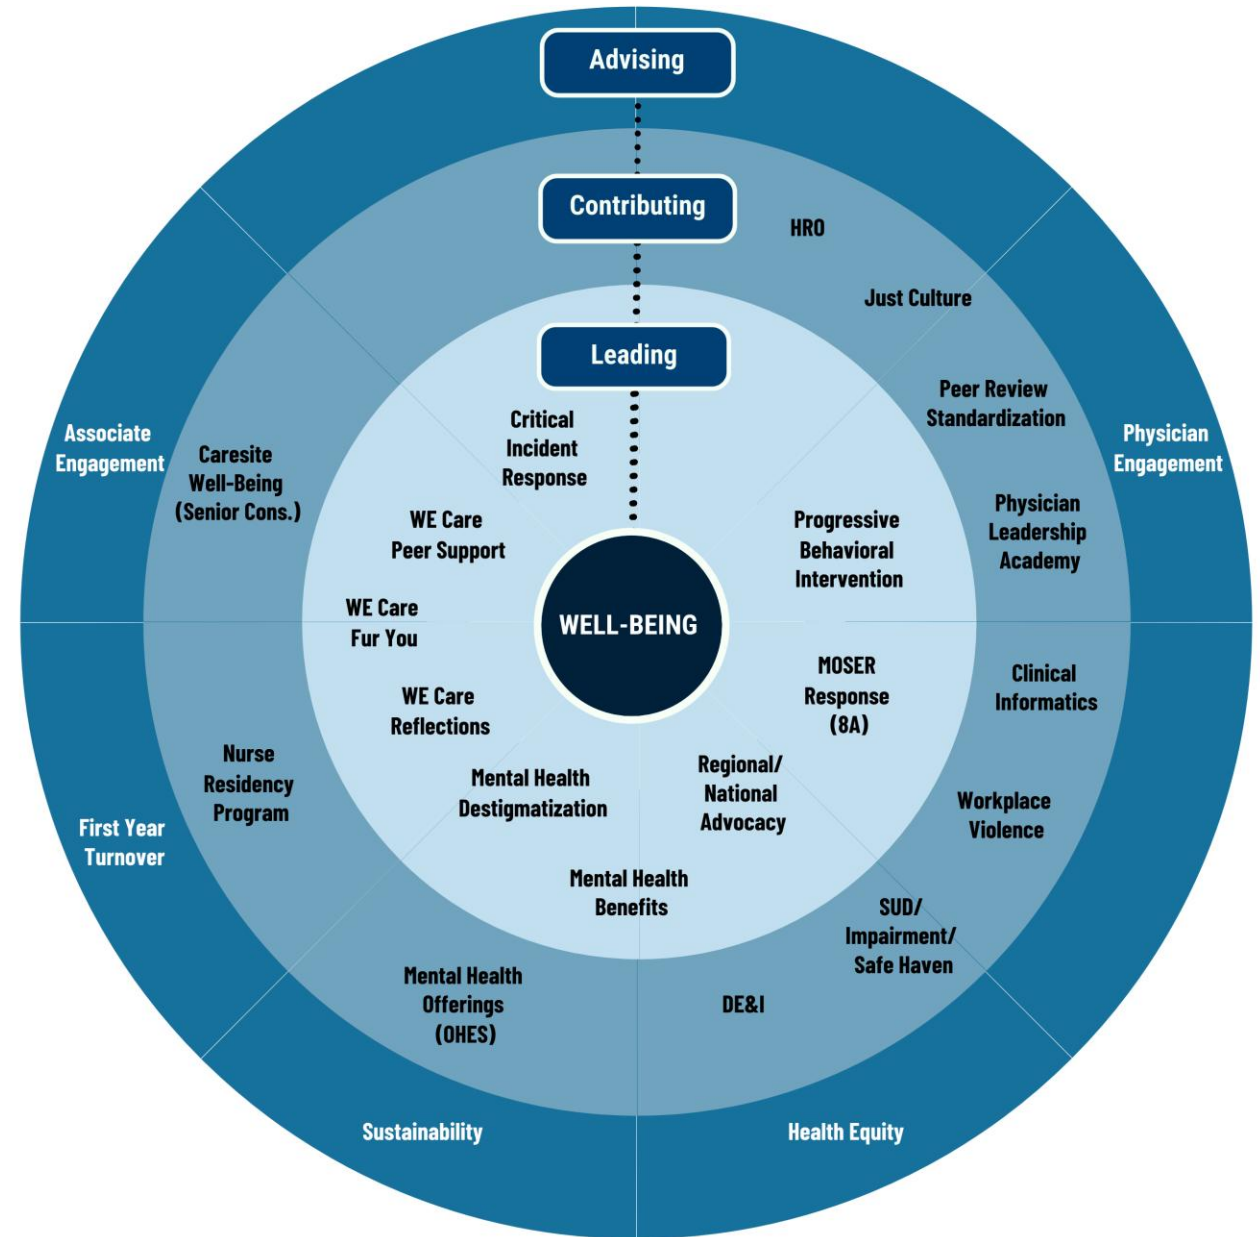 Advising
Contributing
HRO
Just Culture
Leading
Peer Review
Standardization
Critical
Incident
Response
Associate
Engagement
Physician
Engagement
Caresite
Well-Being
(Senior Cons.)
WE Care
Peer Support
Progressive
Behavioral
Intervention
Physician
Leadership
Academy
WE Care
Fur You
WELL-BEING
MOSER
Response
(8A)
Clinical
Informatics
WE Care
Reflections
Nurse
Residency
Program
Mental Health
Destigmatization
Regional/
National
Advocacy
Workplace
Violence
First Year
Turnover
Mental Health
Benefits
SUD/
Impairment/
Safe Haven
Mental Health
Offerings
(OHES)
DE&I
Sustainability
Health Equity